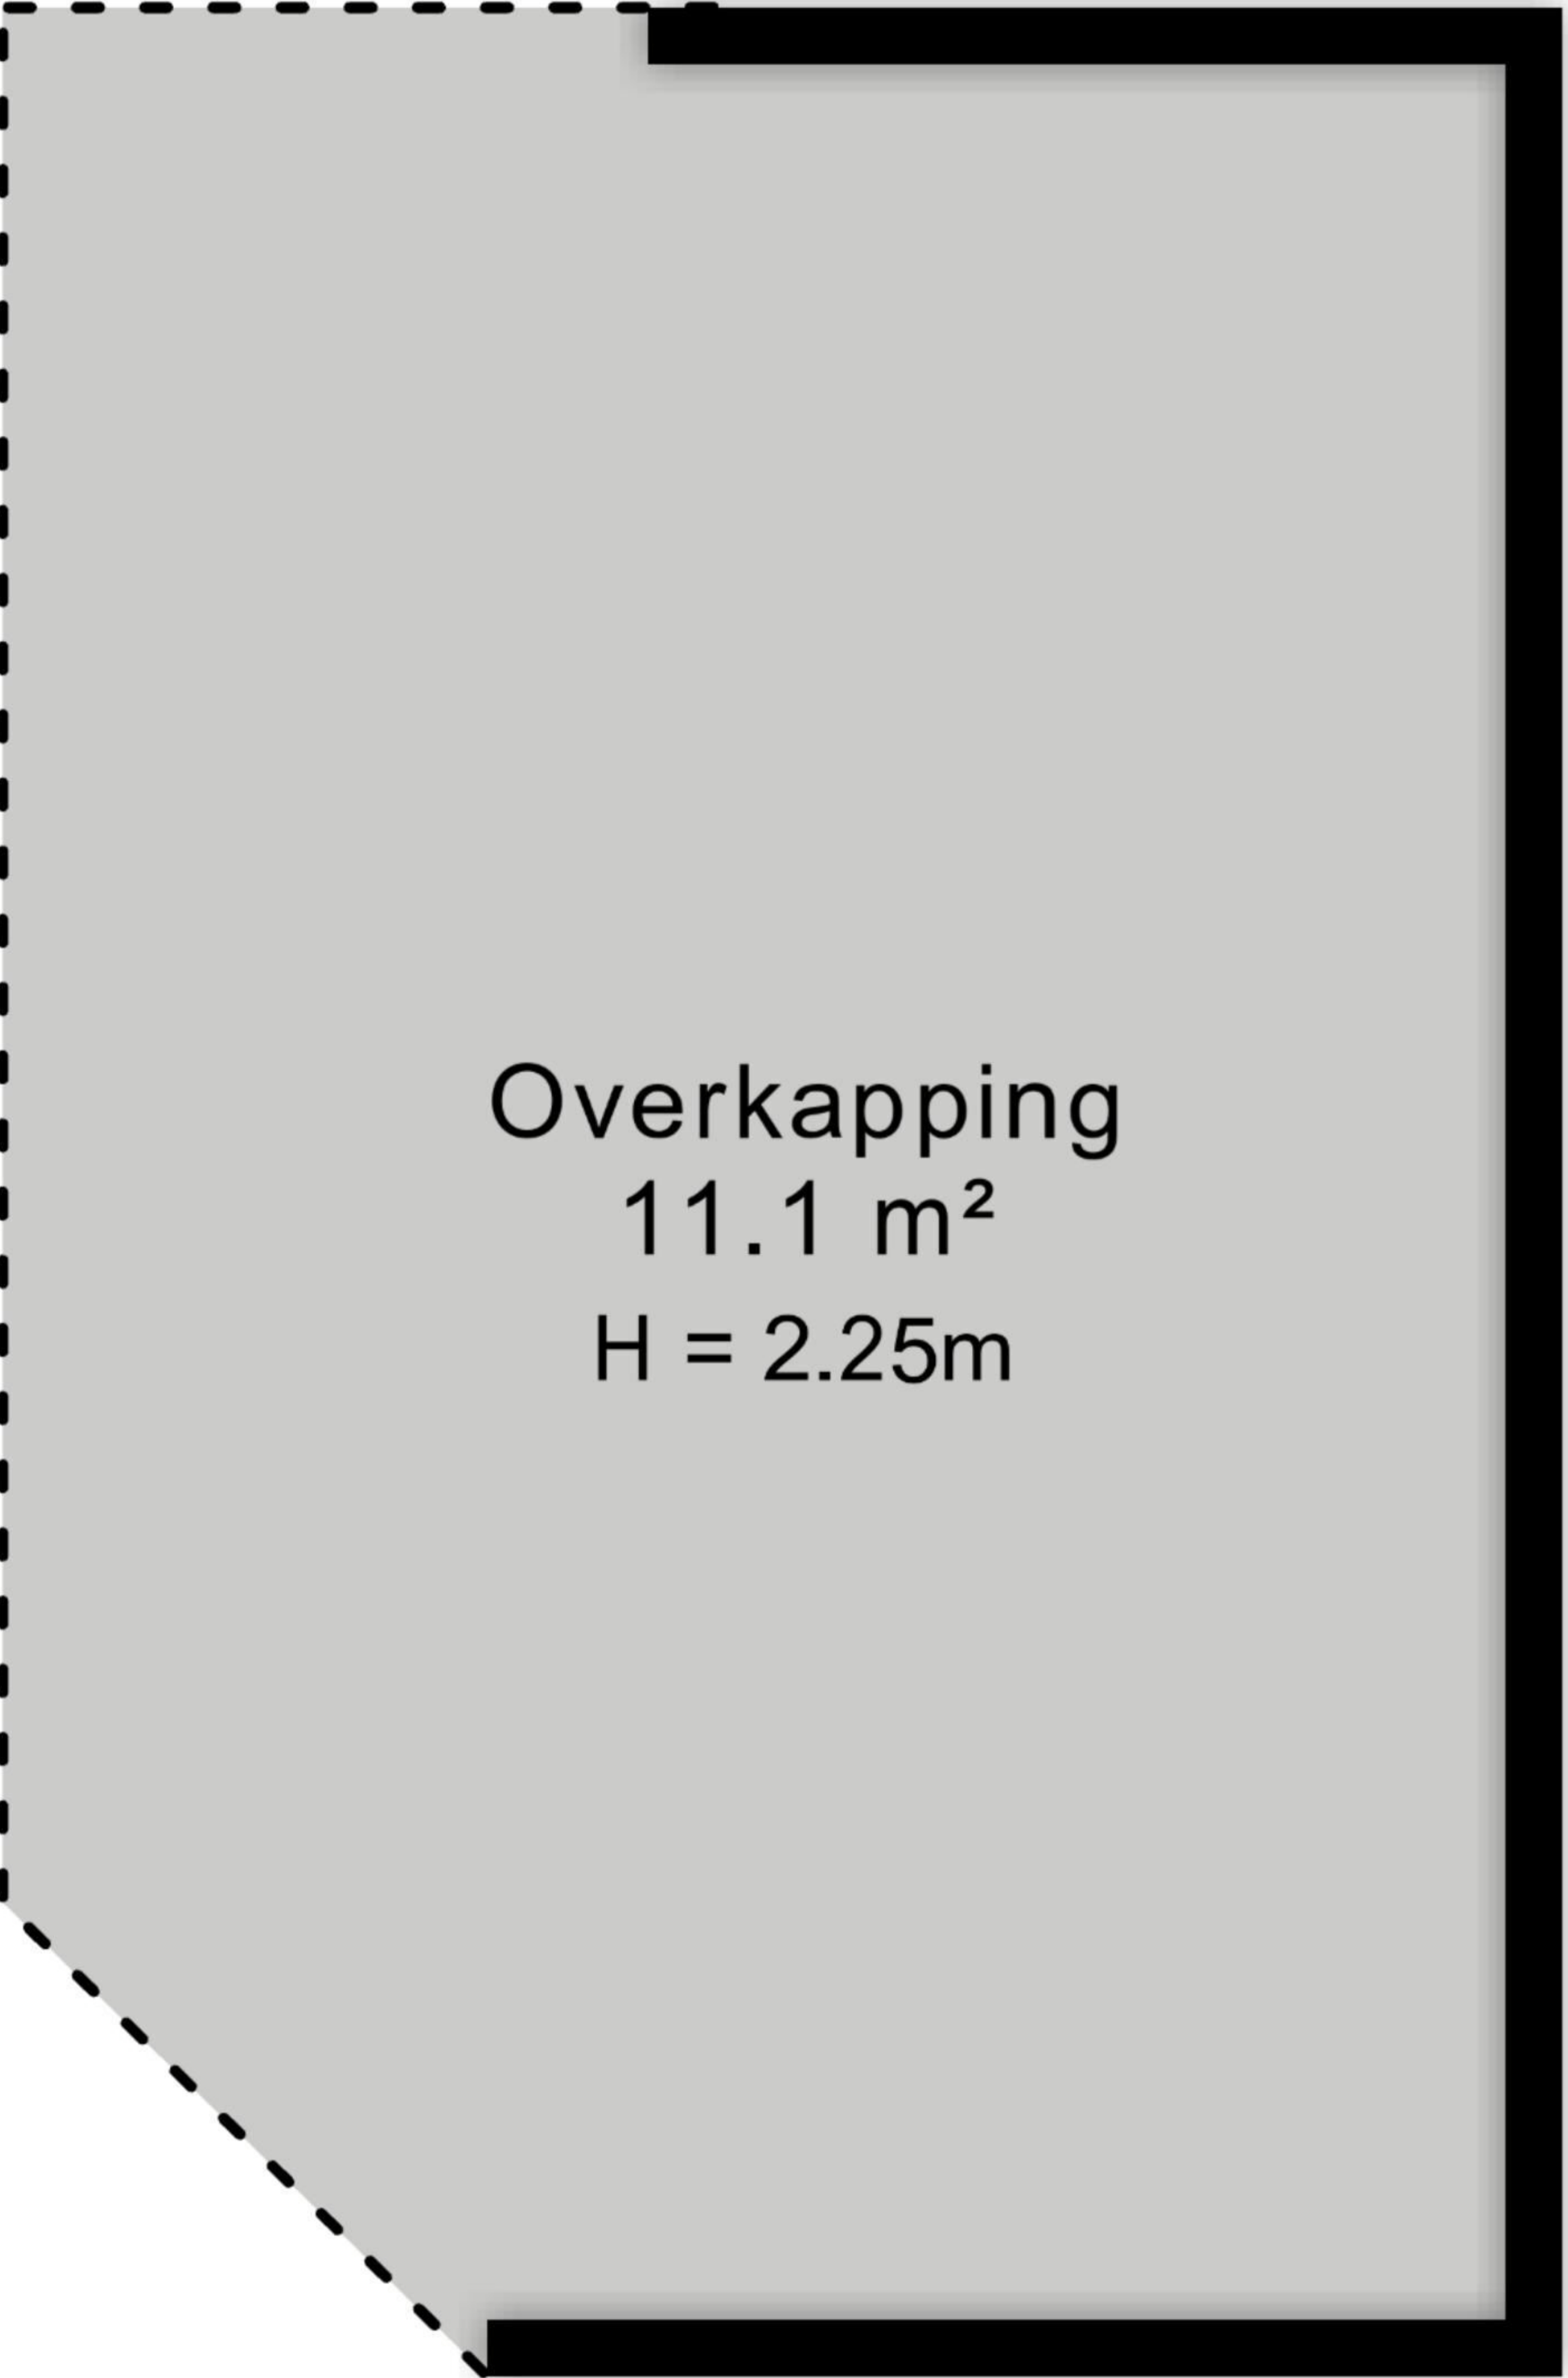 Overkapping
11.1 m²
H = 2.25m